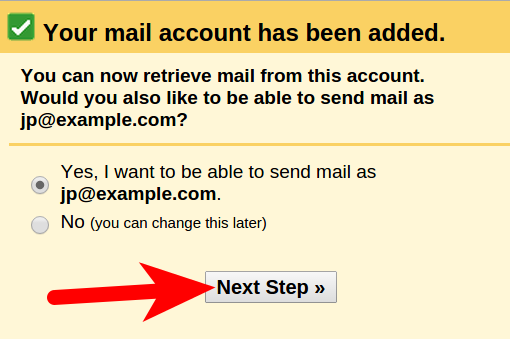 Your mail account has been added.
You can now retrieve mail from this account.
Would you also like to be able to send mail as
jp@example.com?
Yes, I want to be able to send mail as
jp@example.com.
No (you can change this later)
Next Step »